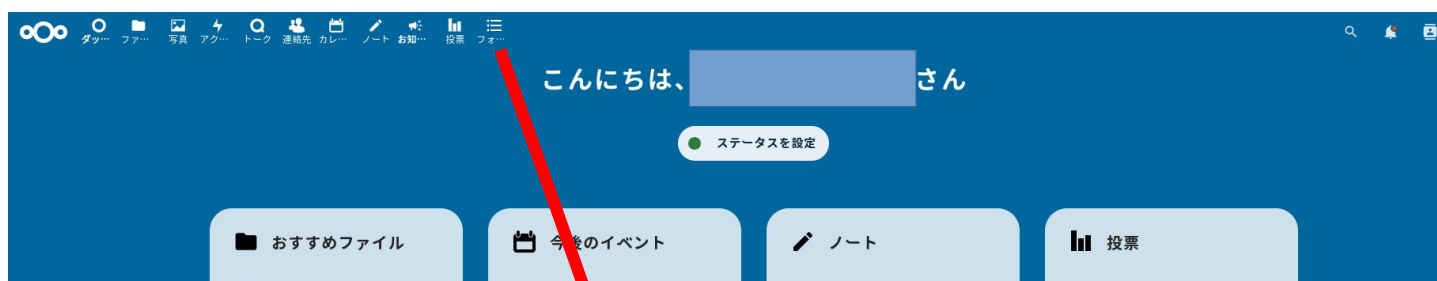 ダッ… ファ… 写真 アク… トーク 連絡先 カレ… ノート お知… 投票 フォ…
こんにちは、 さん
ステータスを設定
おすすめファイル 今後のイベント ノート 投票